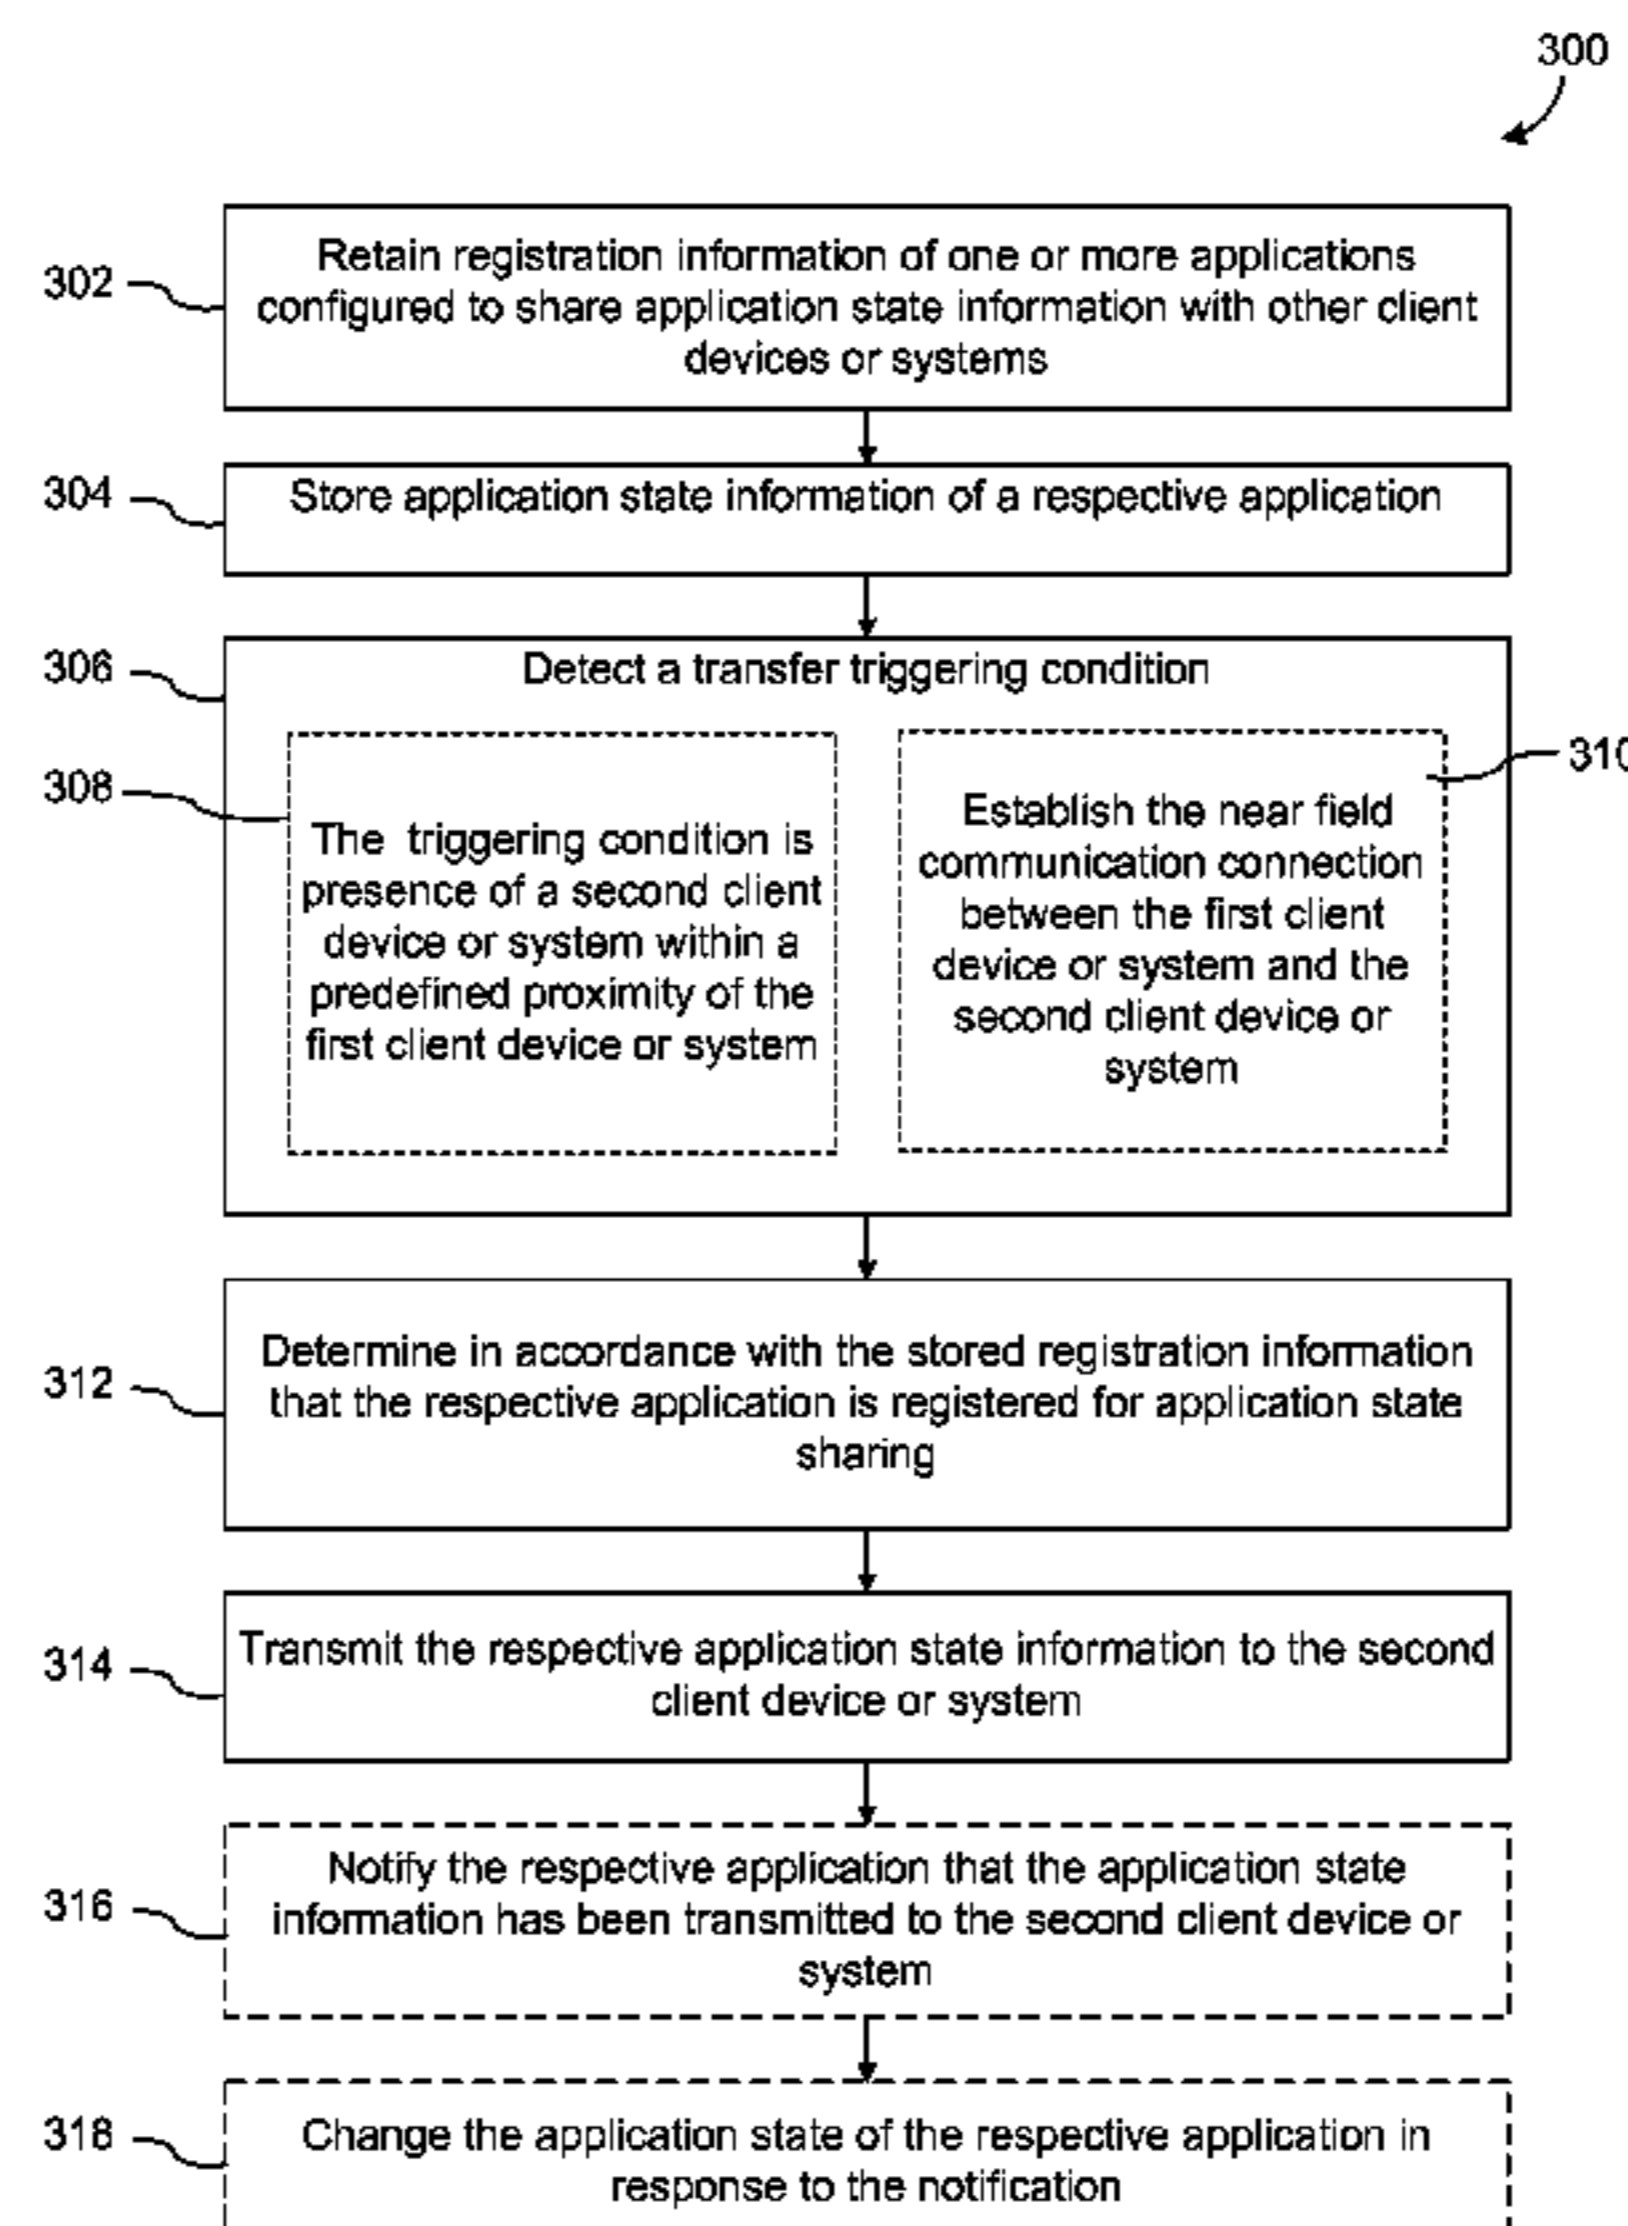 300
302
Retain registration information of one or more applications
configured to share application state information with other client
devices or systems
304
Store application state information of a respective application
306
Detect a transfer triggering condition
308
The triggering condition is
presence of a second client
device or system within a
predefined proximity of the
first client device or system
310
Establish the near field
communication connection
between the first client
device or system and the
second client device or
system
312
Determine in accordance with the stored registration information
that the respective application is registered for application state
sharing
314
Transmit the respective application state information to the second
client device or system
316
Notify the respective application that the application state
information has been transmitted to the second client device or
system
318
Change the application state of the respective application in
response to the notification